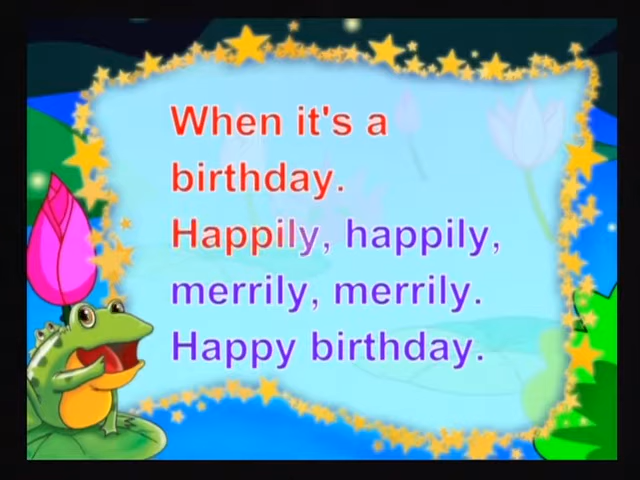 When it's a
birthday.
Happily, happily,
merrily, merrily.
Happy birthday.